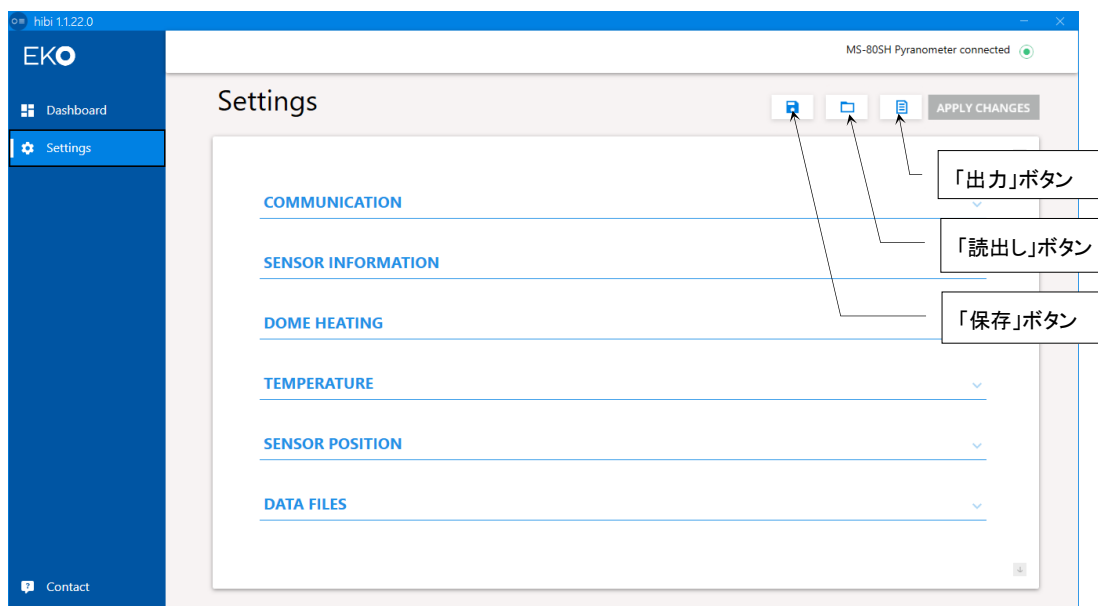 hibi 1.1.22.0
EKO
MS-80SH Pyranometer connected
Dashboard
Settings
Settings
APPLY CHANGES
「出力」ボタン
COMMUNICATION
「読出し」ボタン
SENSOR INFORMATION
「保存」ボタン
DOME HEATING
TEMPERATURE
SENSOR POSITION
DATA FILES
Contact